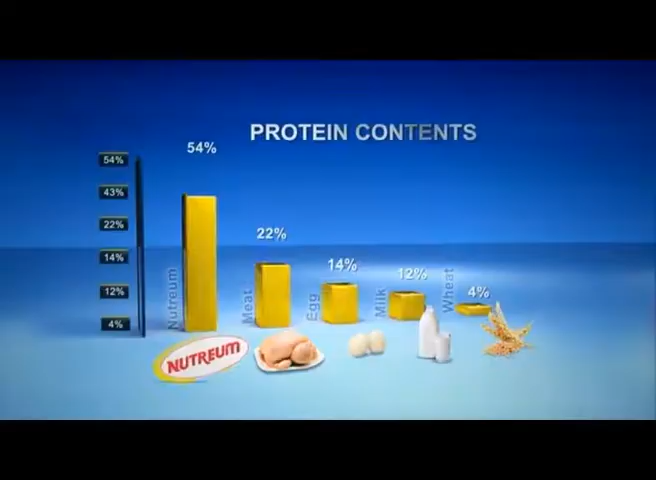 PROTEIN CONTENTS
54%
43%
22%
14%
12%
4%
54%
22%
14%
12%
4%
Nutreum
Meat
Egg
Milk
Wheat
NUTREUM